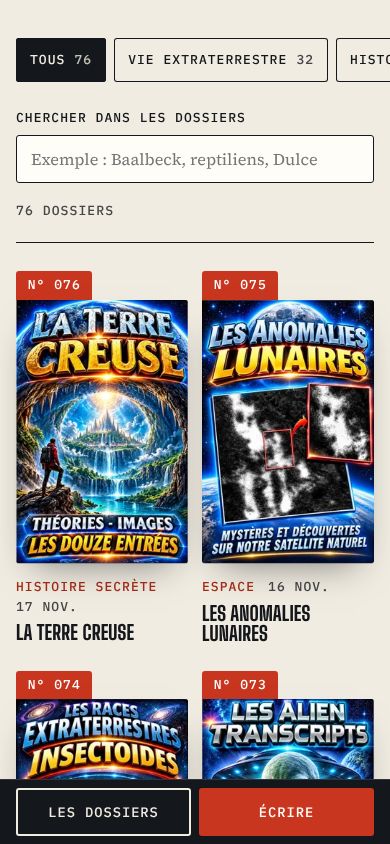 TOUS 76
VIE EXTRATERRESTRE 32
HISTO
CHERCHER DANS LES DOSSIERS
Exemple : Baalbeck, reptiliens, Dulce
76 DOSSIERS
N° 076
LA TERRE
CREUSE
THÉORIES - IMAGES
LES DOUZE ENTRÉES
HISTOIRE SECRÈTE
17 NOV.
LA TERRE CREUSE
N° 075
LES ANOMALIES
LUNAIRES
MYSTÈRES ET DÉCOUVERTES
SUR NOTRE SATELLITE NATUREL
ESPACE 16 NOV.
LES ANOMALIES
LUNAIRES
N° 074
LES RACES
EXTRATERRESTRES
INSECTOIDES
N° 073
LES ALIEN
TRANSCRIPTS
LES DOSSIERS
ÉCRIRE